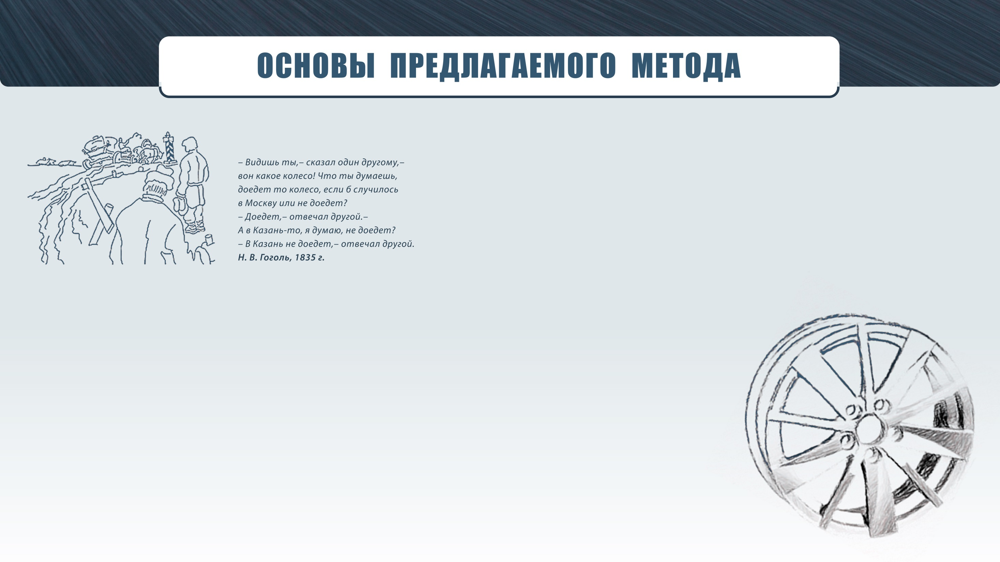 ОСНОВЫ ПРЕДЛАГАЕМОГО МЕТОДА
– Видишь ты,– сказал один другому,–
вон какое колесо! Что ты думаешь,
доедет то колесо, если б случилось
в Москву или не доедет?
– Доедет,– отвечал другой.–
А в Казань-то, я думаю, не доедет?
– В Казань не доедет,– отвечал другой.
Н. В. Гоголь, 1835 г.